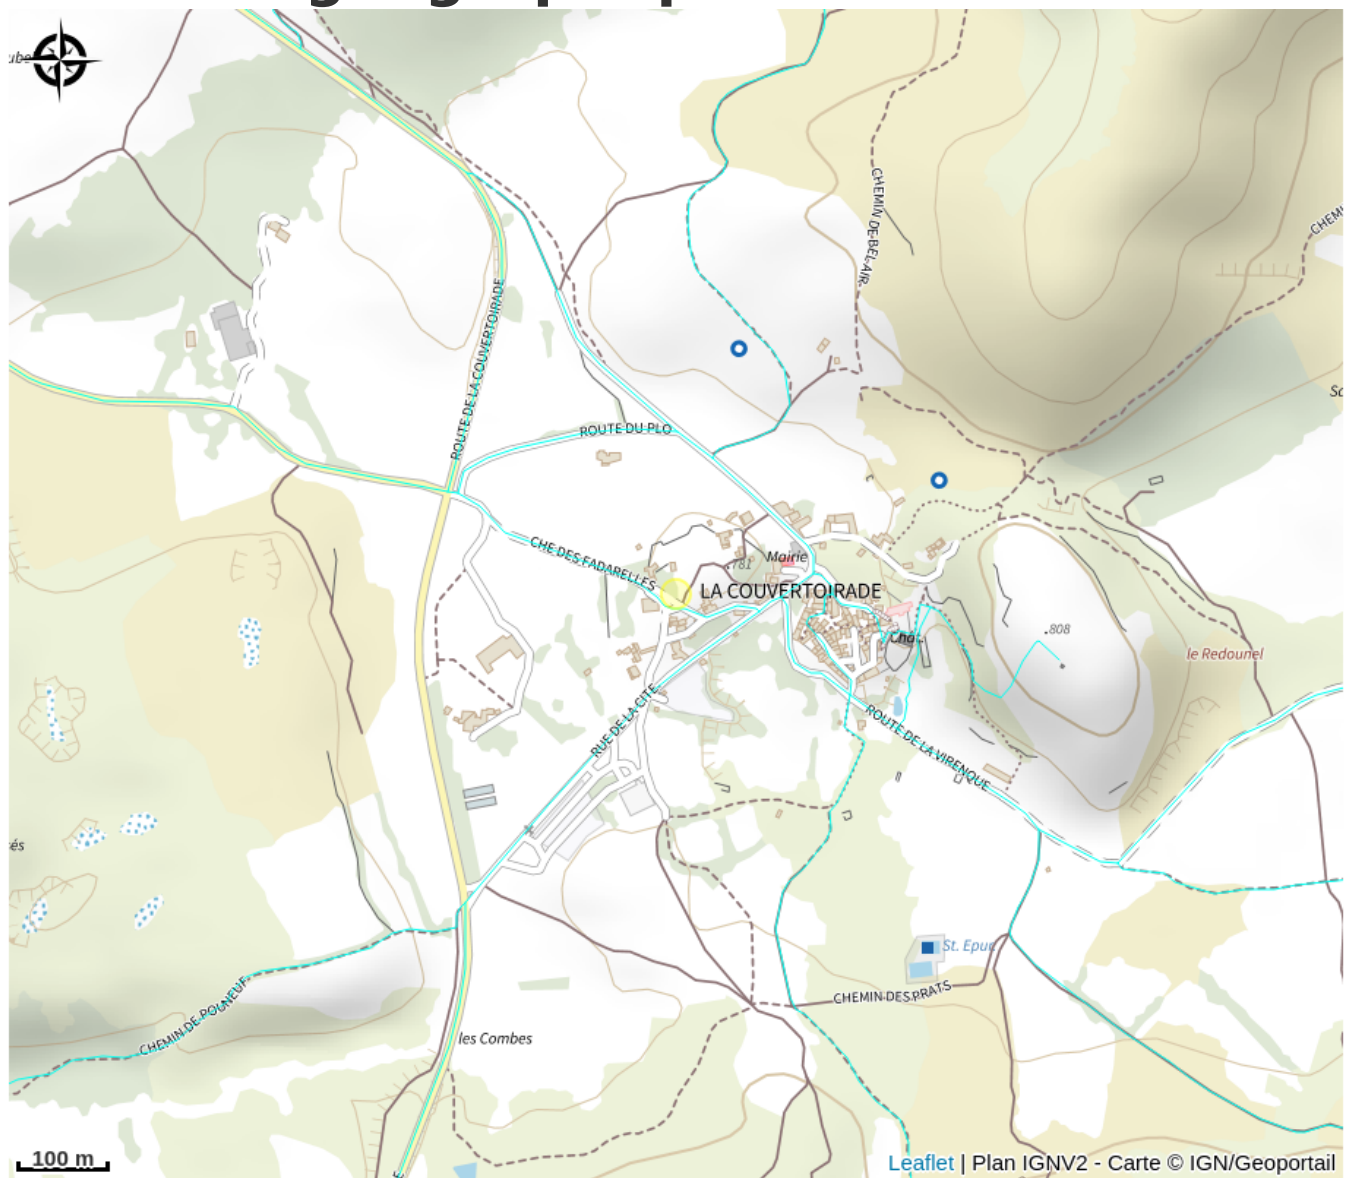 CHEMIN DE BEL-AIR
ROUTE DE LA COUVERTOIRADE
ROUTE DU PLO
CHE DES FADARELLES
Mairie
781
LA COUVERTOIRADE
Chât.
808
le Redounel
RUE DE LA CITE
ROUTE DE LA VIRENQUE
St. Epur.
CHEMIN DES PRATS
CHEMIN DE POUNEUF
les Combes
100 m
Leaflet | Plan IGNV2 - Carte © IGN/Geoportail